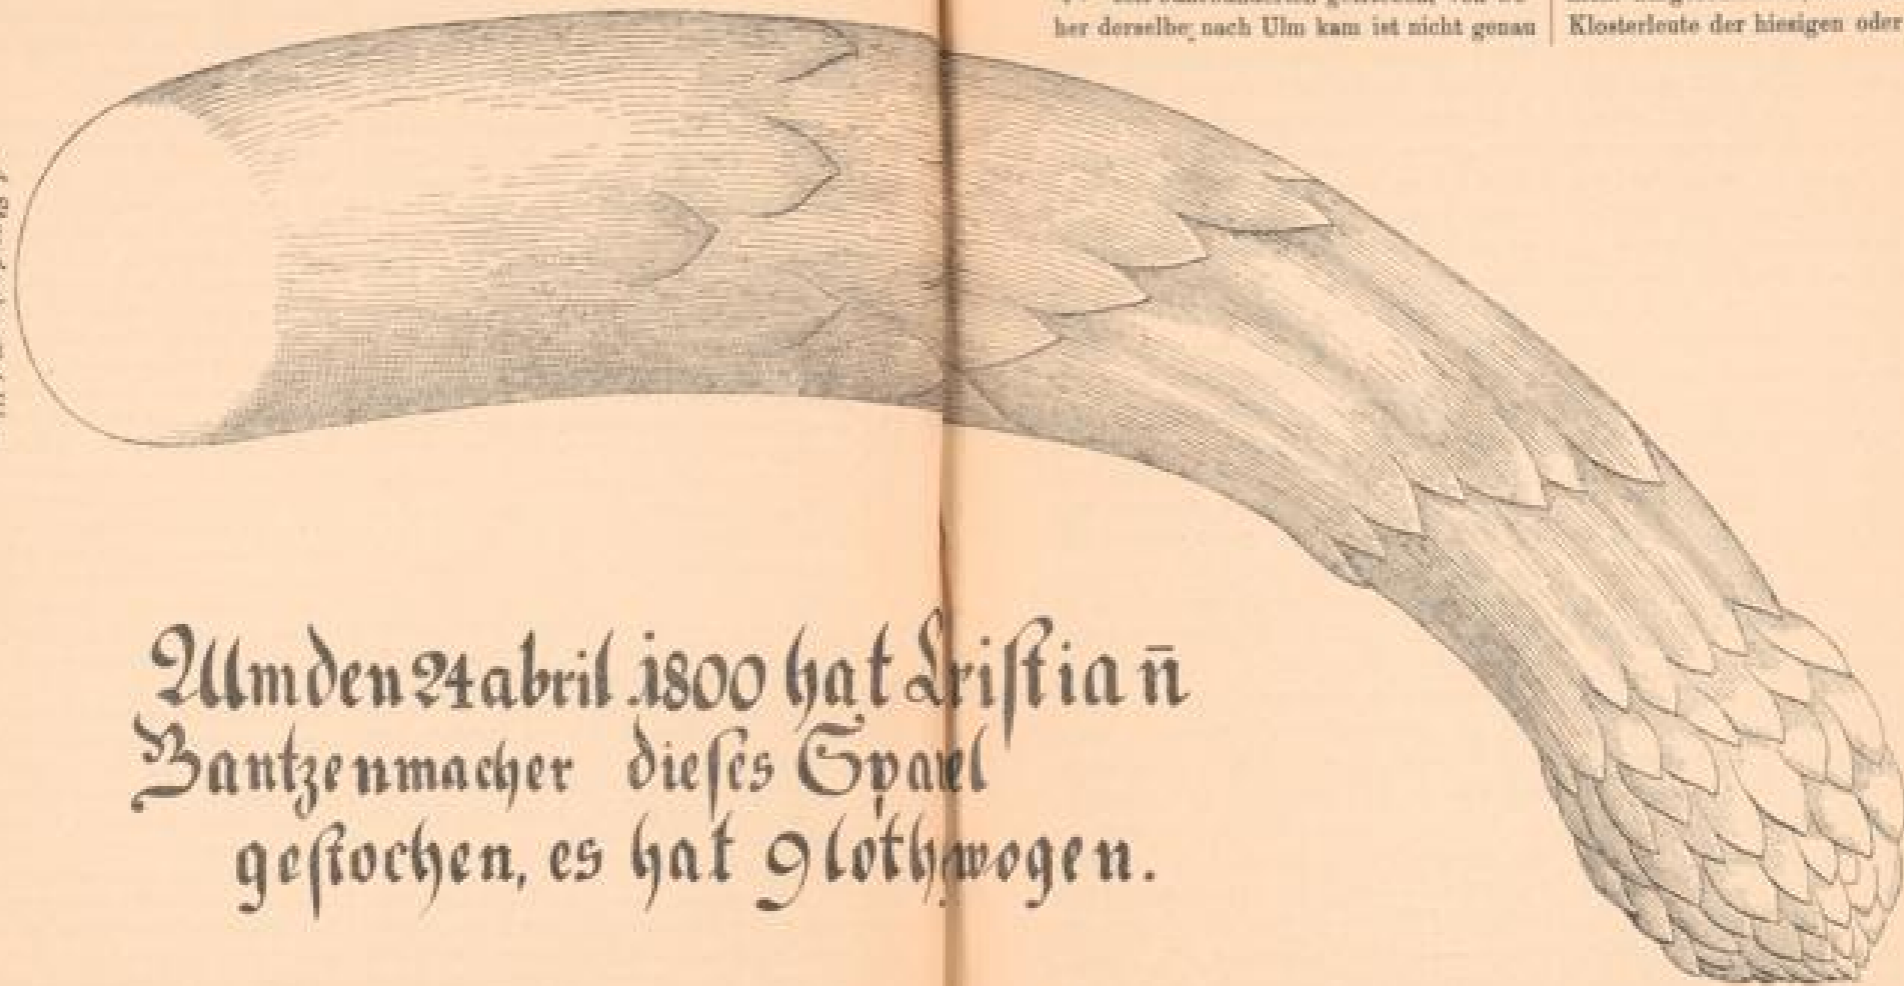 her derselbe nach Ulm kam ist nicht genau
Klosterleute der hiesigen oder
Ulm den 24 abril .1800 hat Criſtian̄
Bantzenmacher dieſes
geſtochen, es hat 9 loth wogen.